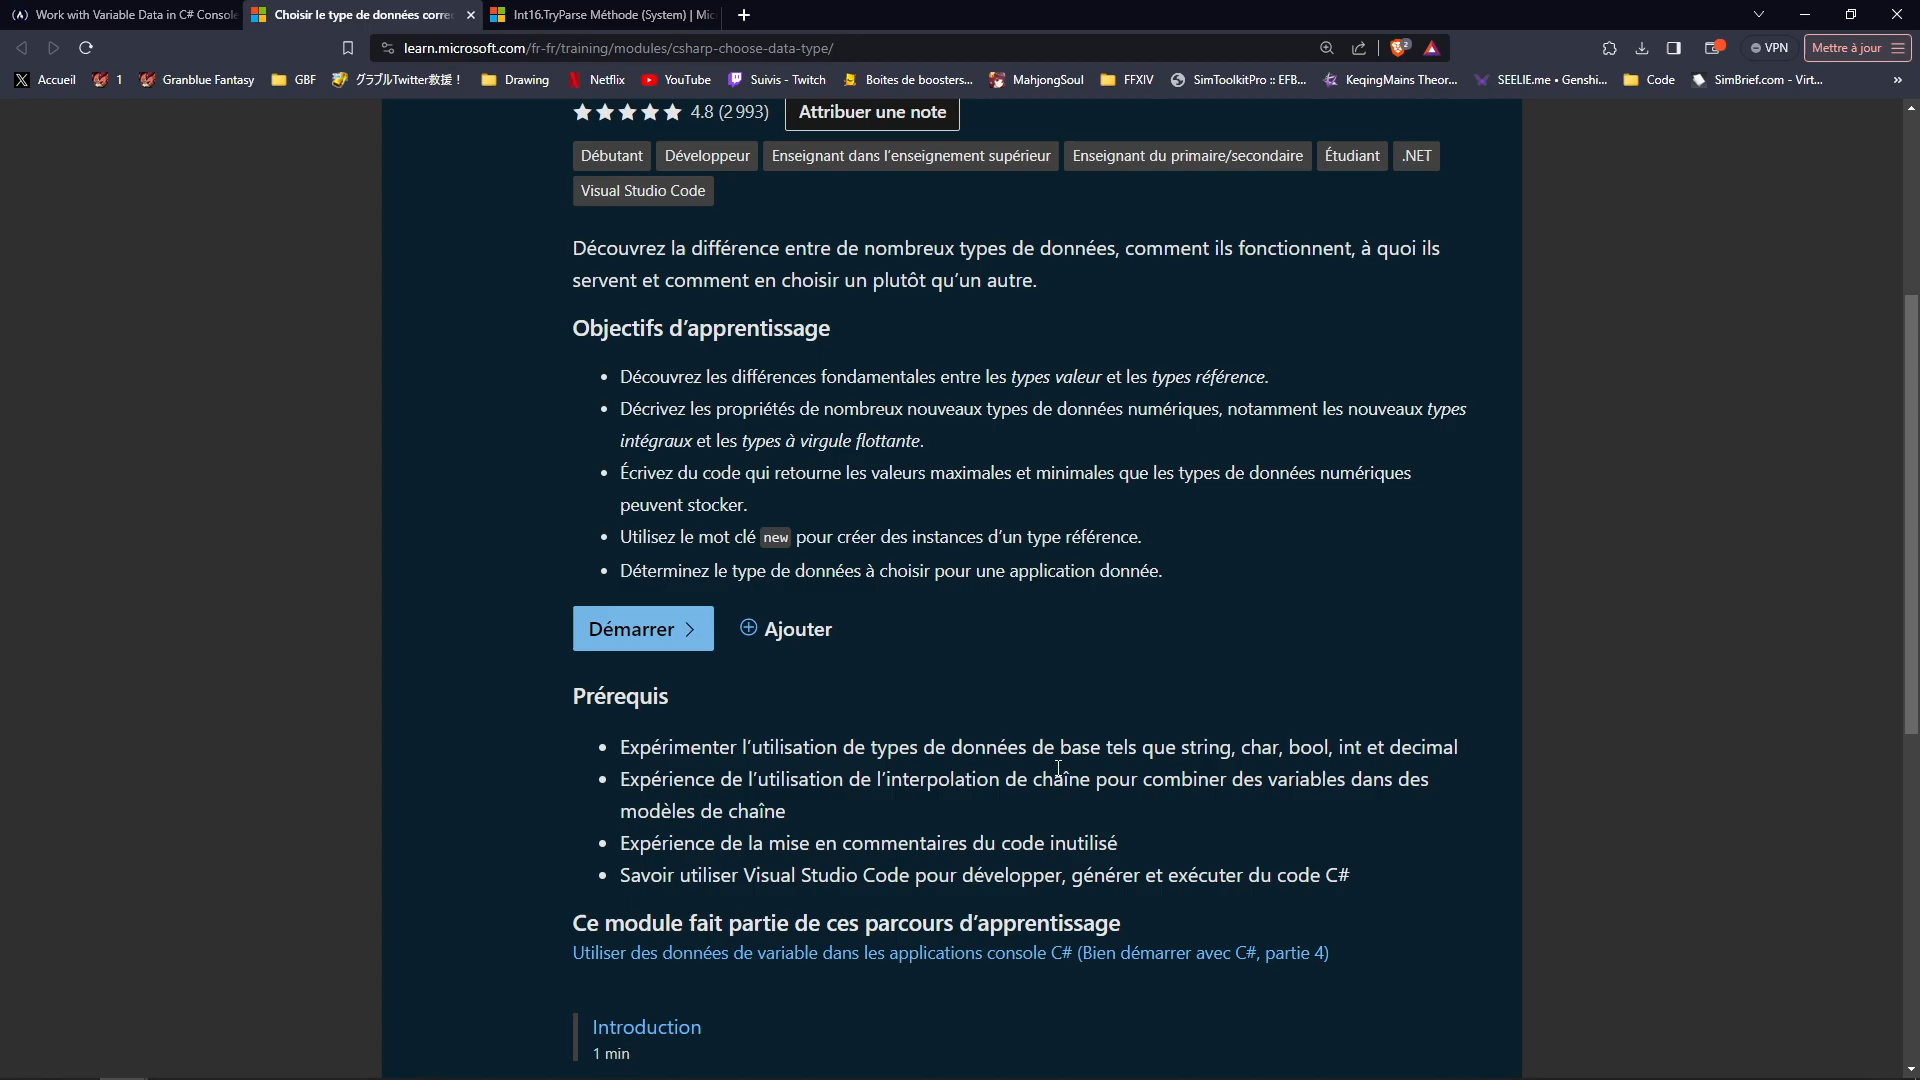 Work with Variable Data in C# Console
Choisir le type de données correc
Int16.TryParse Méthode (System) | Mic
learn.microsoft.com/fr-fr/training/modules/csharp-choose-data-type/
2
VPN
Mettre à jour
Accueil
1
Granblue Fantasy
GBF
グラブルTwitter救援！
Drawing
Netflix
YouTube
Suivis - Twitch
Boites de boosters...
MahjongSoul
FFXIV
SimToolkitPro :: EFB...
KeqingMains Theor...
SEELIE.me • Genshi...
Code
SimBrief.com - Virt...
»
4.8 (2 993)
Attribuer une note
Débutant
Développeur
Enseignant dans l’enseignement supérieur
Enseignant du primaire/secondaire
Étudiant
.NET
Visual Studio Code
Découvrez la différence entre de nombreux types de données, comment ils fonctionnent, à quoi ils
servent et comment en choisir un plutôt qu’un autre.
Objectifs d’apprentissage
• Découvrez les différences fondamentales entre les types valeur et les types référence.
• Décrivez les propriétés de nombreux nouveaux types de données numériques, notamment les nouveaux types
intégraux et les types à virgule flottante.
• Écrivez du code qui retourne les valeurs maximales et minimales que les types de données numériques
peuvent stocker.
• Utilisez le mot clé new pour créer des instances d’un type référence.
• Déterminez le type de données à choisir pour une application donnée.
Démarrer
Ajouter
Prérequis
• Expérimenter l’utilisation de types de données de base tels que string, char, bool, int et decimal
• Expérience de l’utilisation de l’interpolation de chaîne pour combiner des variables dans des
modèles de chaîne
• Expérience de la mise en commentaires du code inutilisé
• Savoir utiliser Visual Studio Code pour développer, générer et exécuter du code C#
Ce module fait partie de ces parcours d’apprentissage
Utiliser des données de variable dans les applications console C# (Bien démarrer avec C#, partie 4)
Introduction
1 min